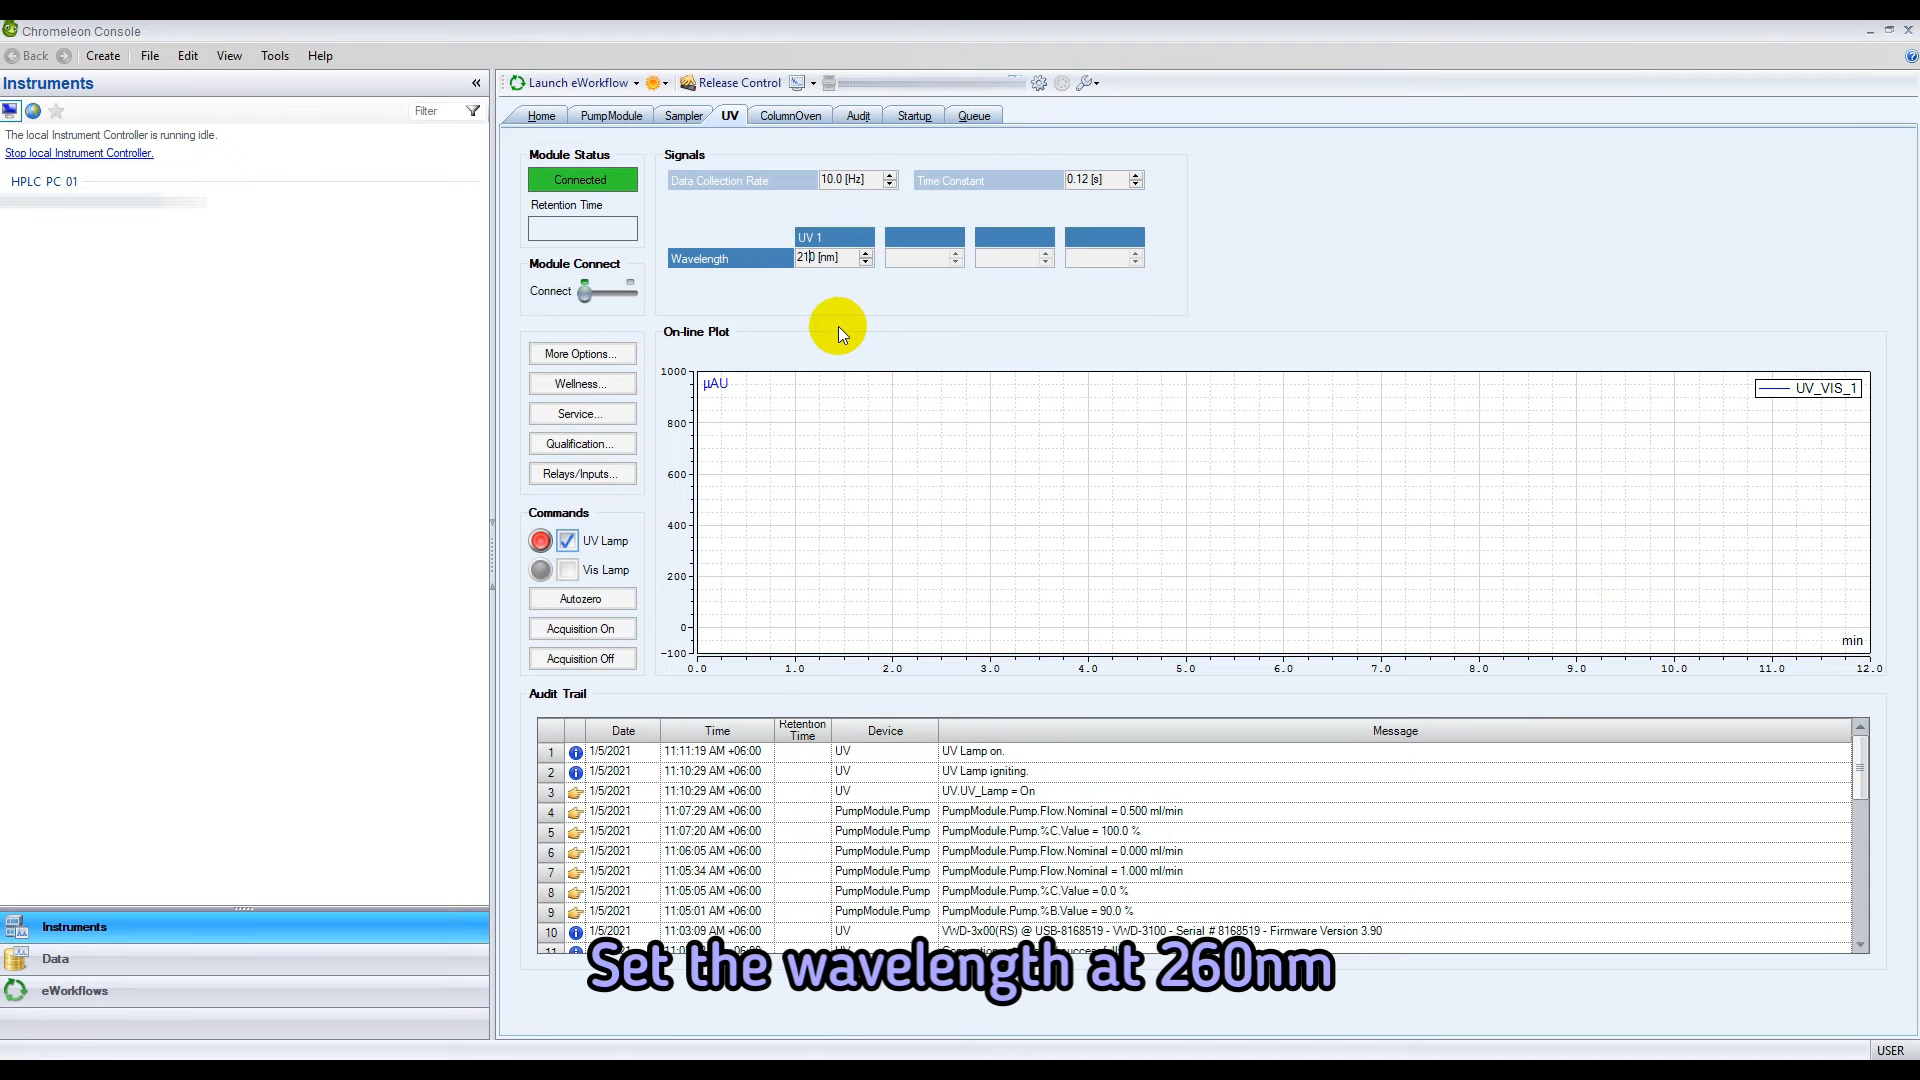 Chromeleon Console
Back Create File Edit View Tools Help
Instruments
Filter
The local Instrument Controller is running idle.
Stop local Instrument Controller.
HPLC PC 01
Launch eWorkflow Release Control
Home PumpModule Sampler UV ColumnOven Audit Startup Queue
Module Status
Connected
Retention Time
Module Connect
Connect
Signals
Data Collection Rate 10.0 [Hz] Time Constant 0.12 [s]
UV 1
Wavelength 210 [nm]
More Options...
Wellness...
Service...
Qualification...
Relays/Inputs...
Commands
UV Lamp
Vis Lamp
Autozero
Acquisition On
Acquisition Off
On-line Plot
µAU
UV_VIS_1
1000
800
600
400
200
0
-100
min
0.0 1.0 2.0 3.0 4.0 5.0 6.0 7.0 8.0 9.0 10.0 11.0 12.0
Audit Trail
Date Time Retention Time Device Message
1 1/5/2021 11:11:19 AM +06:00 UV UV Lamp on.
2 1/5/2021 11:10:29 AM +06:00 UV UV Lamp igniting.
3 1/5/2021 11:10:29 AM +06:00 UV UV.UV_Lamp = On
4 1/5/2021 11:07:29 AM +06:00 PumpModule.Pump PumpModule.Pump.Flow.Nominal = 0.500 ml/min
5 1/5/2021 11:07:20 AM +06:00 PumpModule.Pump PumpModule.Pump.%C.Value = 100.0 %
6 1/5/2021 11:06:05 AM +06:00 PumpModule.Pump PumpModule.Pump.Flow.Nominal = 0.000 ml/min
7 1/5/2021 11:05:34 AM +06:00 PumpModule.Pump PumpModule.Pump.Flow.Nominal = 1.000 ml/min
8 1/5/2021 11:05:05 AM +06:00 PumpModule.Pump PumpModule.Pump.%C.Value = 0.0 %
9 1/5/2021 11:05:01 AM +06:00 PumpModule.Pump PumpModule.Pump.%B.Value = 90.0 %
10 1/5/2021 11:03:09 AM +06:00 UV VWD-3x00(RS) @ USB-8168519 - VWD-3100 - Serial # 8168519 - Firmware Version 3.90
11
Set the wavelength at 260nm
Instruments
Data
eWorkflows
USER